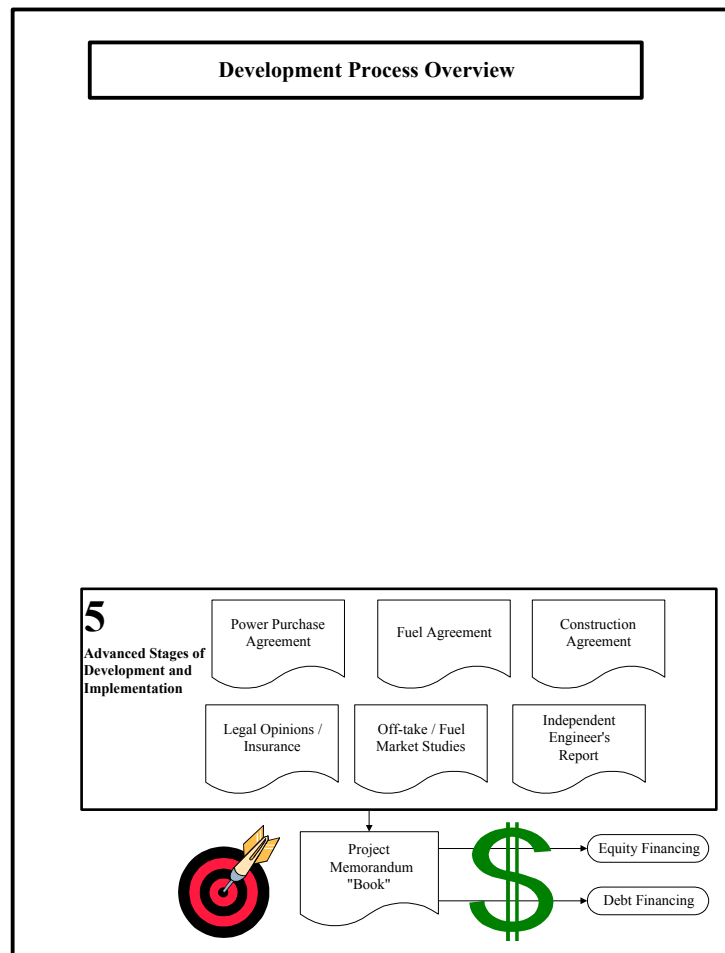 Development Process Overview
5
Advanced Stages of
Development and
Implementation
Power Purchase
Agreement
Fuel Agreement
Construction
Agreement
Legal Opinions /
Insurance
Off-take / Fuel
Market Studies
Independent
Engineer's
Report
Project
Memorandum
"Book"
Equity Financing
Debt Financing